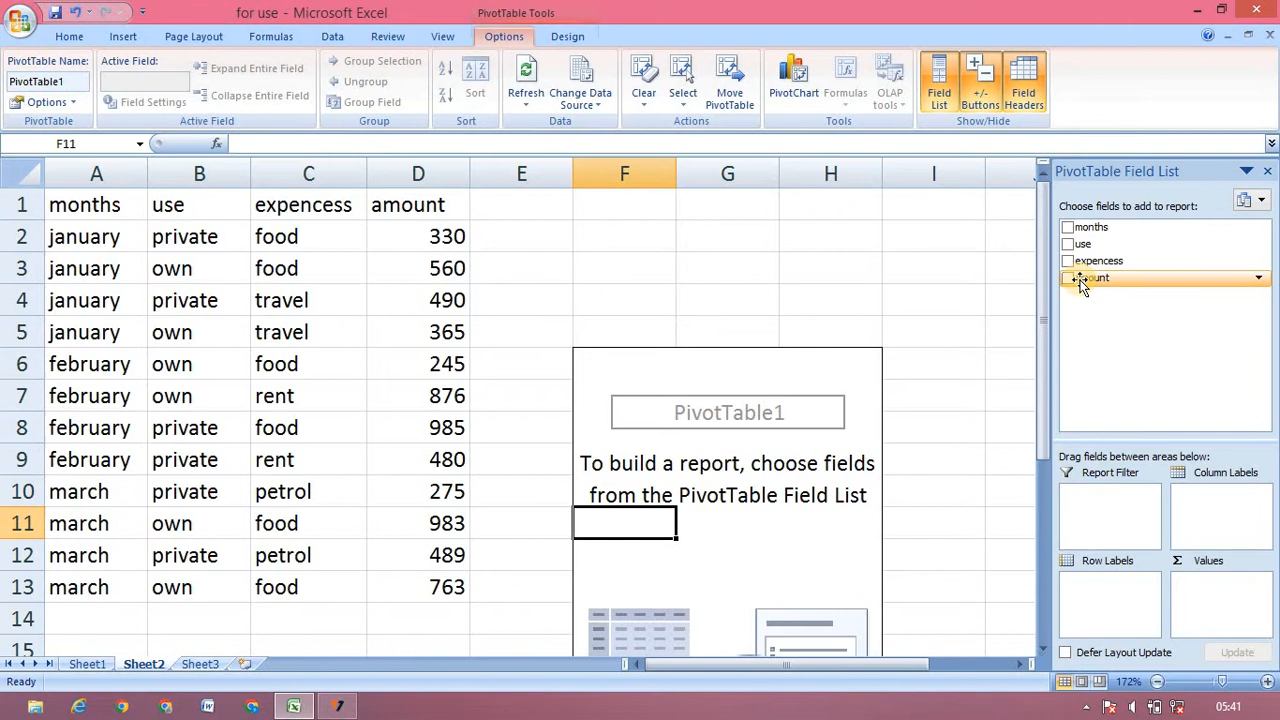 for use - Microsoft Excel
PivotTable Tools
Home Insert Page Layout Formulas Data Review View Options Design
PivotTable Name: Active Field:
PivotTable1
Options
Field Settings
Expand Entire Field
Collapse Entire Field
Group Selection
Ungroup
Group Field
Sort
Refresh
Change Data
Source
Clear
Select
Move
PivotTable
PivotChart
Formulas
OLAP
tools
Field
List
+/-
Buttons
Field
Headers
PivotTable Active Field Group Sort Data Actions Tools Show/Hide
F11 fx
A B C D E F G H I
1 months use expencess amount
2 january private food 330
3 january own food 560
4 january private travel 490
5 january own travel 365
6 february own food 245
7 february own rent 876
8 february private food 985
9 february private rent 480
10 march private petrol 275
11 march own food 983
12 march private petrol 489
13 march own food 763
14
15
PivotTable1
To build a report, choose fields
from the PivotTable Field List
PivotTable Field List
Choose fields to add to report:
months
use
expencess
Drag fields between areas below:
Report Filter Column Labels
Row Labels Σ Values
Defer Layout Update Update
Sheet1 Sheet2 Sheet3
Ready 172%
05:41